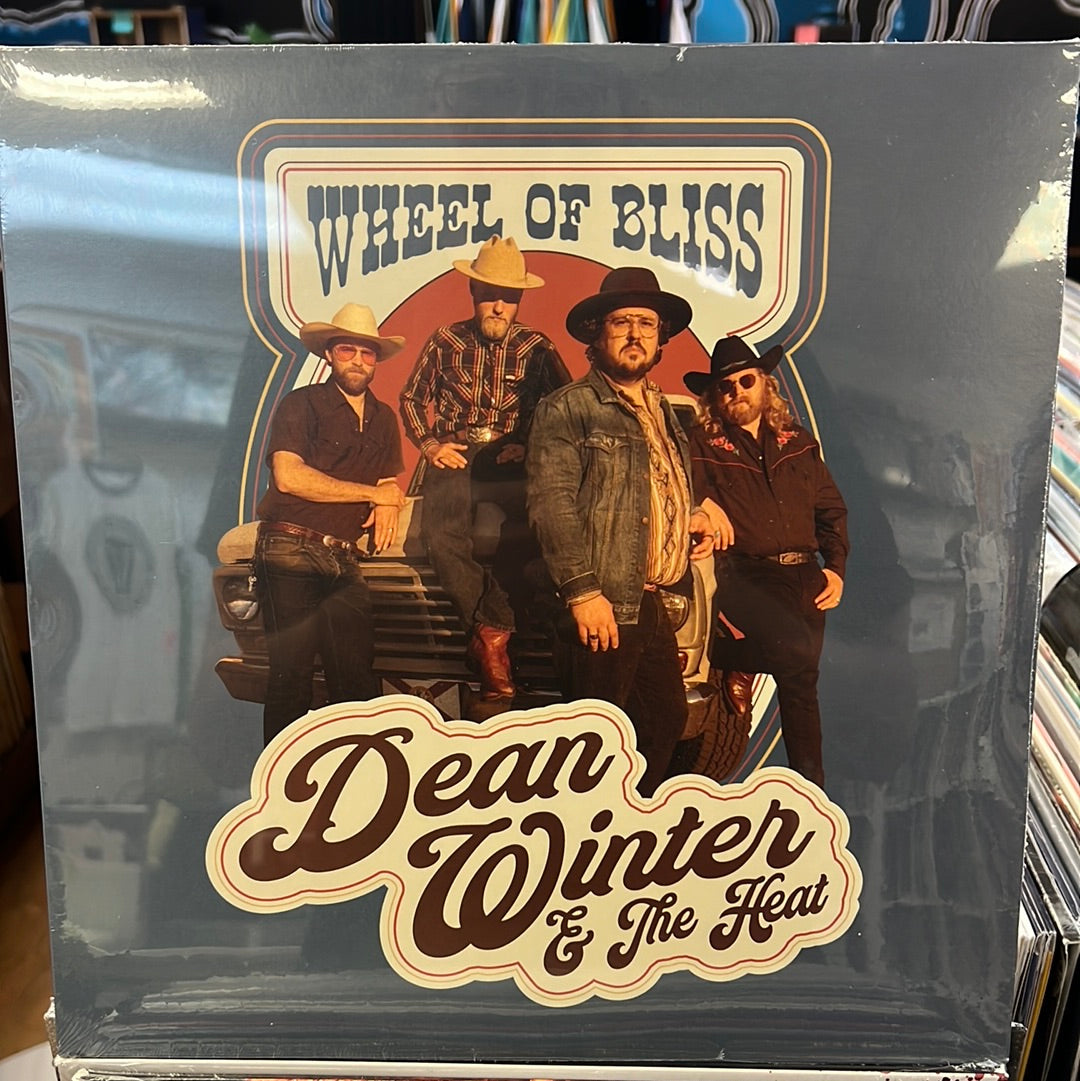 WHEEL OF BLISS
Dean
Winter
& The Heat